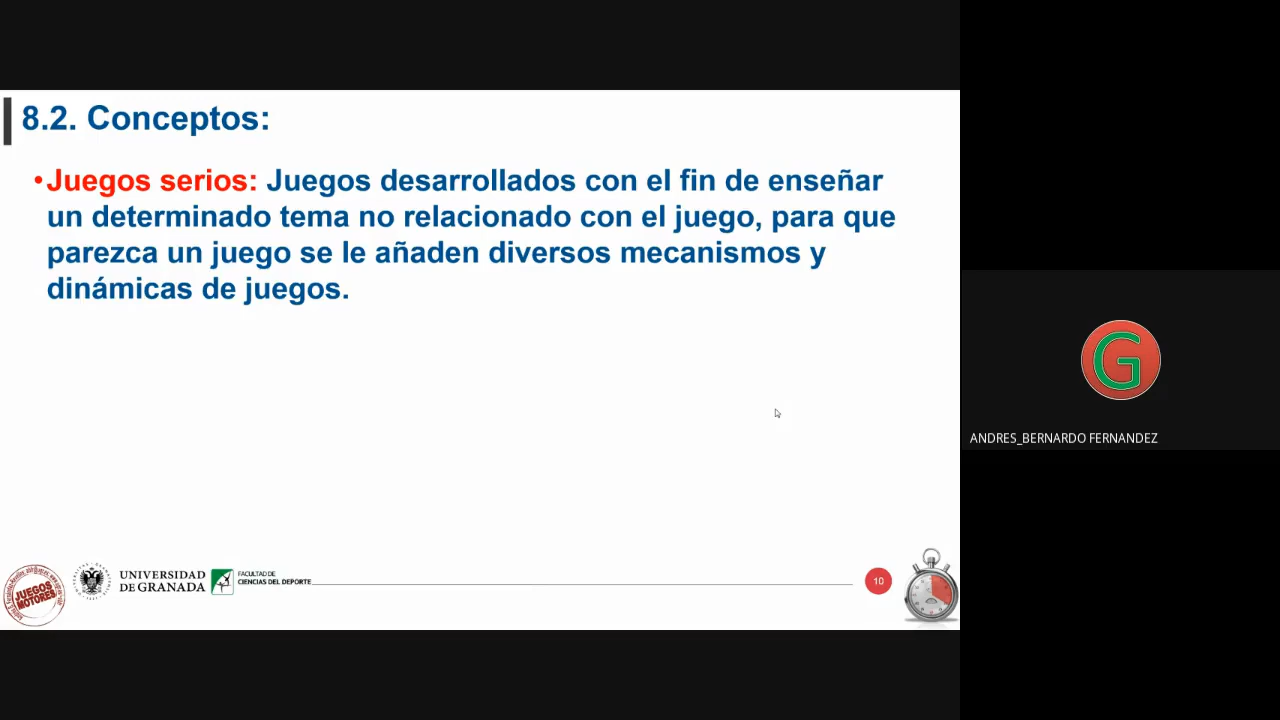 8.2. Conceptos:
•Juegos serios: Juegos desarrollados con el fin de enseñar
un determinado tema no relacionado con el juego, para que
parezca un juego se le añaden diversos mecanismos y
dinámicas de juegos.
G
ANDRES_BERNARDO FERNANDEZ
JUEGOS
MOTORES
UNIVERSIDAD
DE GRANADA
FACULTAD DE
CIENCIAS DEL DEPORTE
10